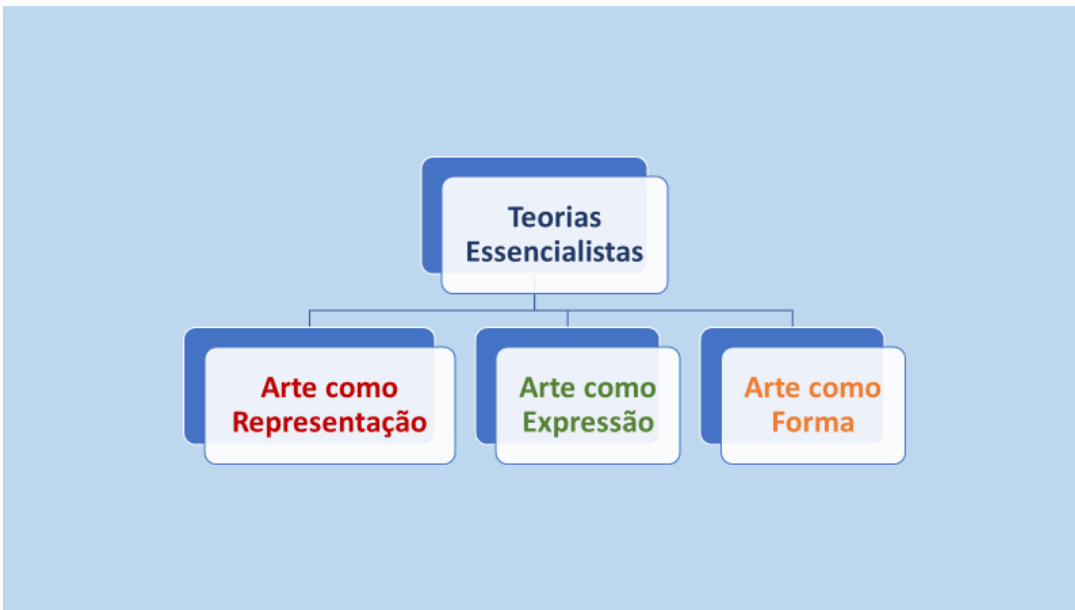 Teorias
Essencialistas
Arte como
Representação
Arte como
Expressão
Arte como
Forma